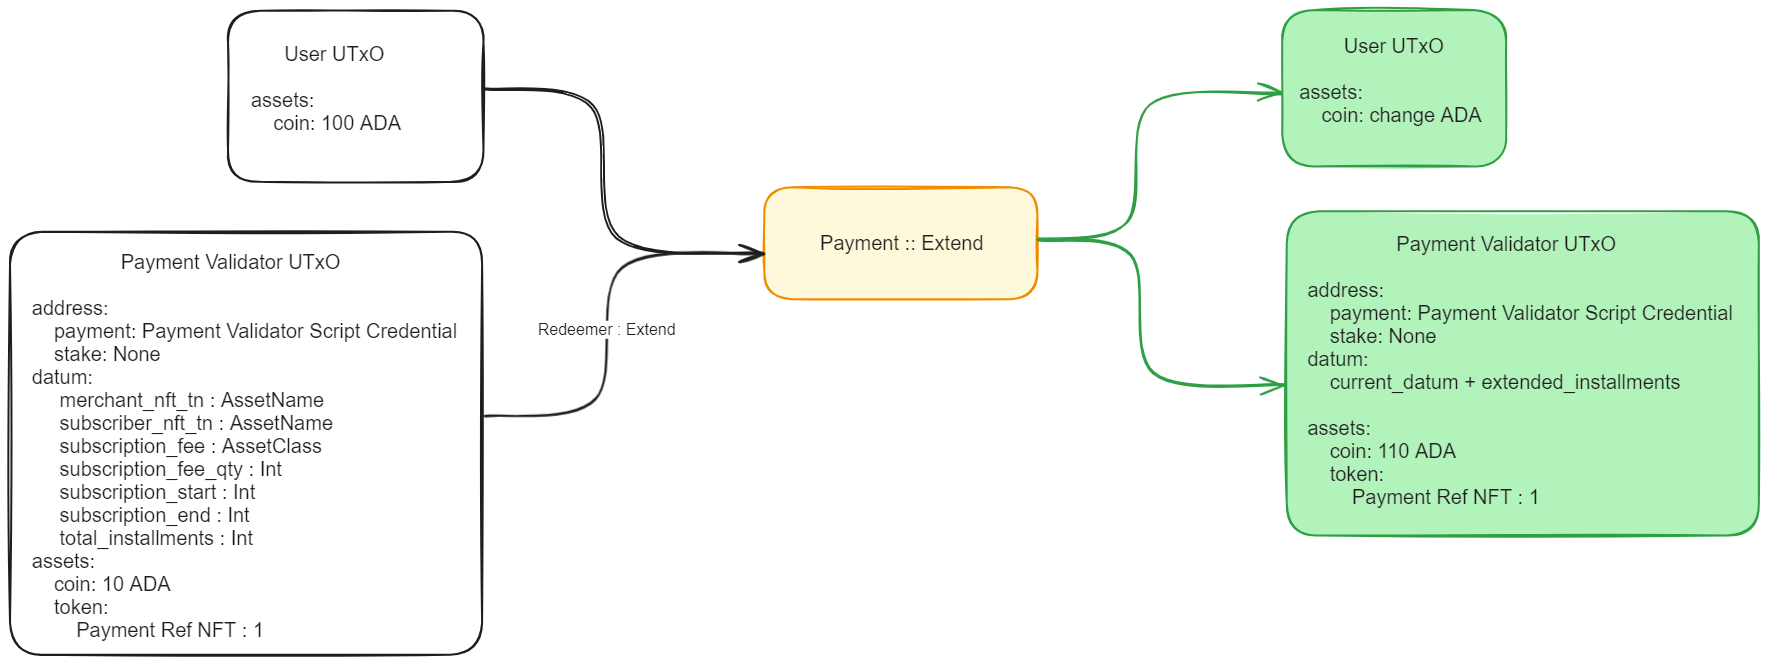 User UTxO
assets:
coin: 100 ADA
Payment Validator UTxO
address:
payment: Payment Validator Script Credential
stake: None
datum:
merchant_nft_tn : AssetName
subscriber_nft_tn : AssetName
subscription_fee : AssetClass
subscription_fee_qty : Int
subscription_start : Int
subscription_end : Int
total_installments : Int
assets:
coin: 10 ADA
token:
Payment Ref NFT : 1
Redeemer : Extend
Payment :: Extend
User UTxO
assets:
coin: change ADA
Payment Validator UTxO
address:
payment: Payment Validator Script Credential
stake: None
datum:
current_datum + extended_installments
assets:
coin: 110 ADA
token:
Payment Ref NFT : 1